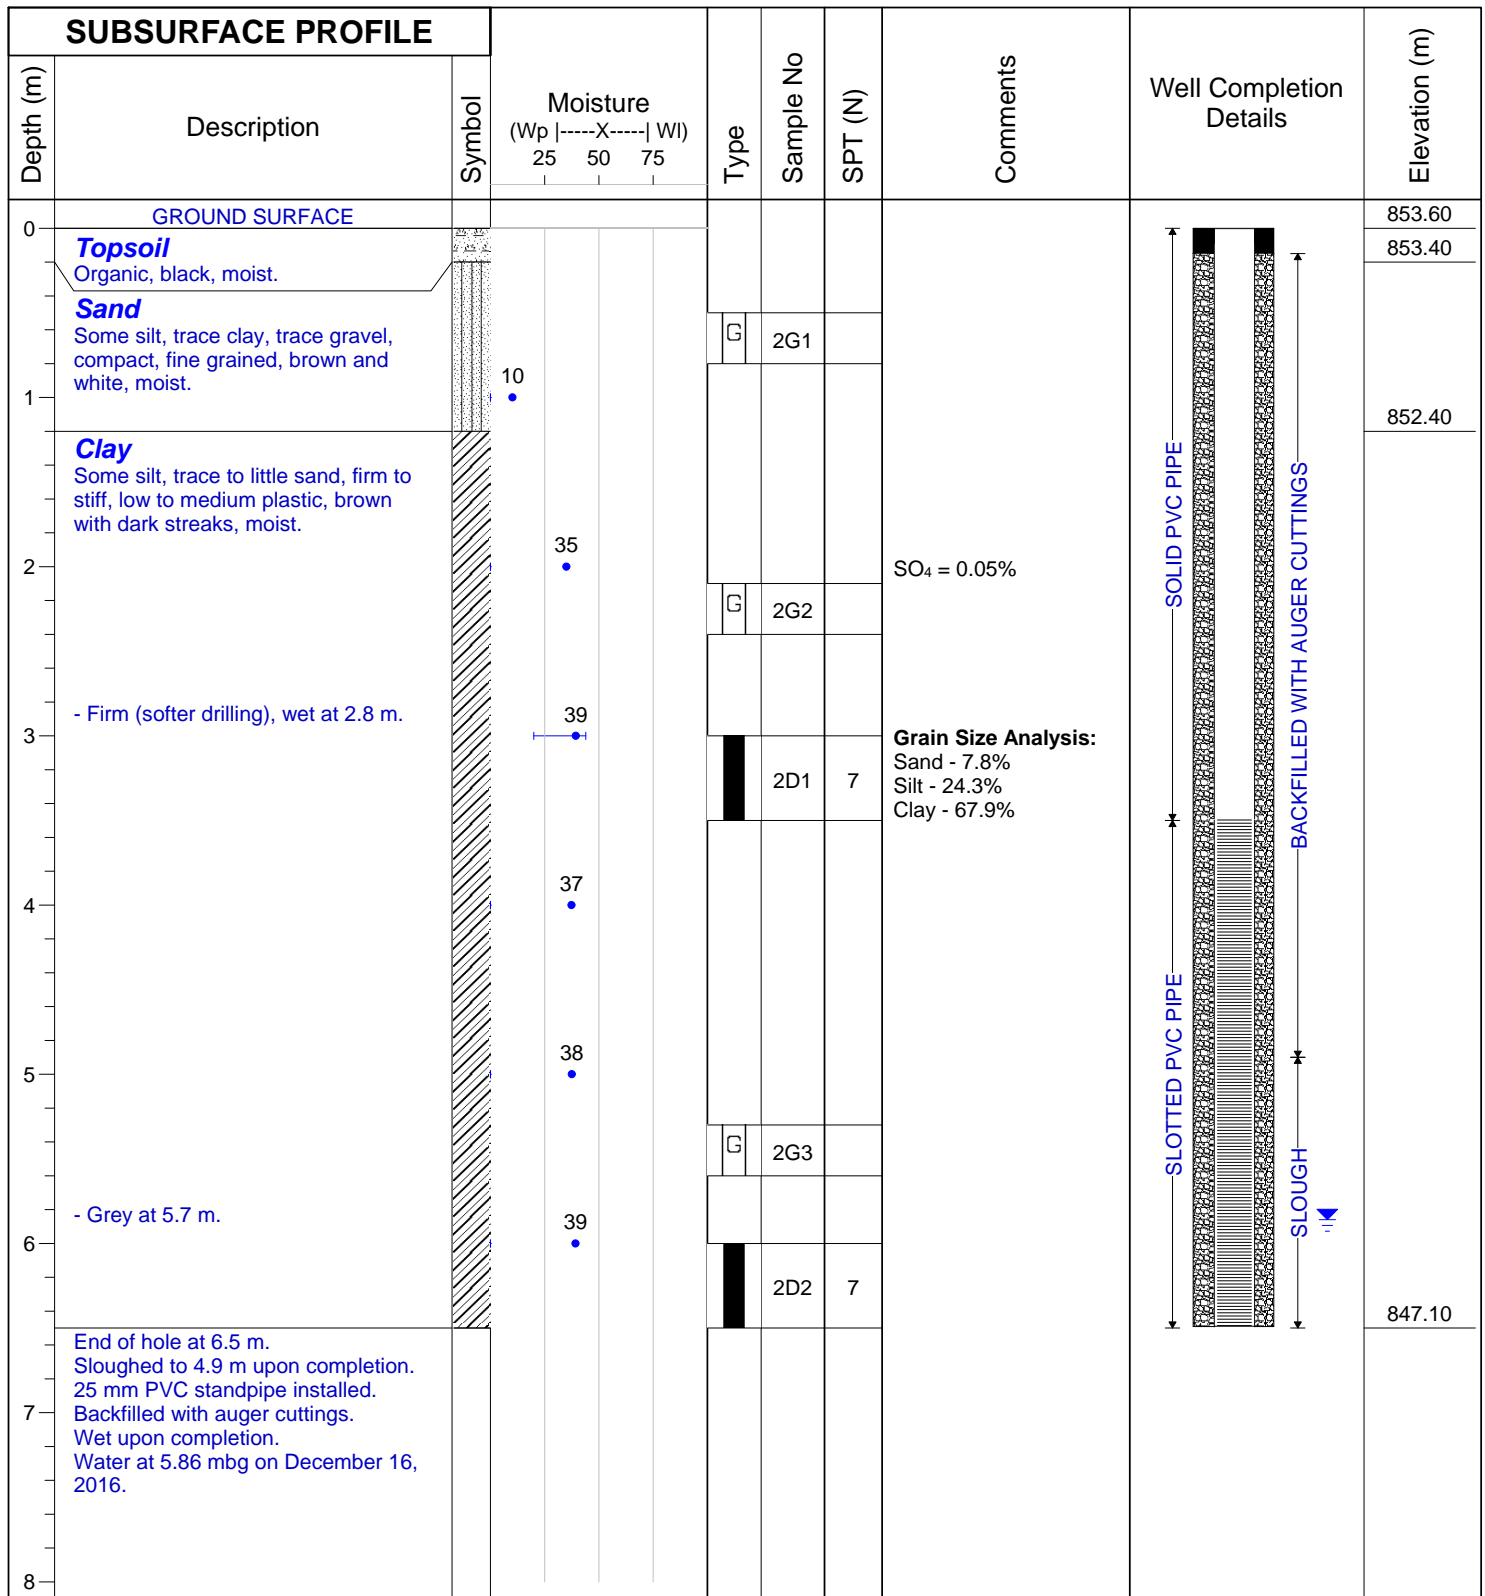 SUBSURFACE PROFILE
Depth (m)
Description
Symbol
Moisture
(Wp |-----X-----| Wl)
25 50 75
Type
Sample No
SPT (N)
Comments
Well Completion
Details
Elevation (m)
GROUND SURFACE
853.60
0
Topsoil
853.40
Organic, black, moist.
Sand
Some silt, trace clay, trace gravel,
compact, fine grained, brown and
white, moist.
G 2G1
10
1
852.40
Clay
Some silt, trace to little sand, firm to
stiff, low to medium plastic, brown
with dark streaks, moist.
SOLID PVC PIPE
BACKFILLED WITH AUGER CUTTINGS
35
2
SO₄ = 0.05%
G 2G2
- Firm (softer drilling), wet at 2.8 m.
39
3
Grain Size Analysis:
Sand - 7.8%
Silt - 24.3%
Clay - 67.9%
2D1 7
37
4
SLOTTED PVC PIPE
38
5
G 2G3
SLOUGH
- Grey at 5.7 m.
39
6
2D2 7
847.10
End of hole at 6.5 m.
Sloughed to 4.9 m upon completion.
25 mm PVC standpipe installed.
7
Backfilled with auger cuttings.
Wet upon completion.
Water at 5.86 mbg on December 16,
2016.
8